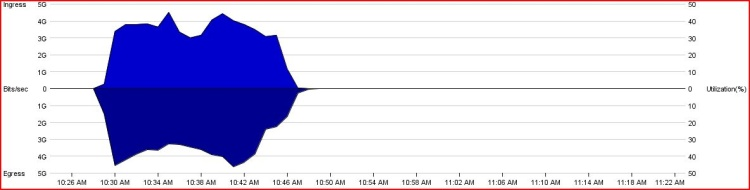 Ingress 5G 50
4G 40
3G 30
2G 20
1G 10
Bits/sec 0 0 Utilization(%)
1G 10
2G 20
3G 30
4G 40
Egress 5G 50
10:26 AM 10:30 AM 10:34 AM 10:38 AM 10:42 AM 10:46 AM 10:50 AM 10:54 AM 10:58 AM 11:02 AM 11:06 AM 11:10 AM 11:14 AM 11:18 AM 11:22 AM